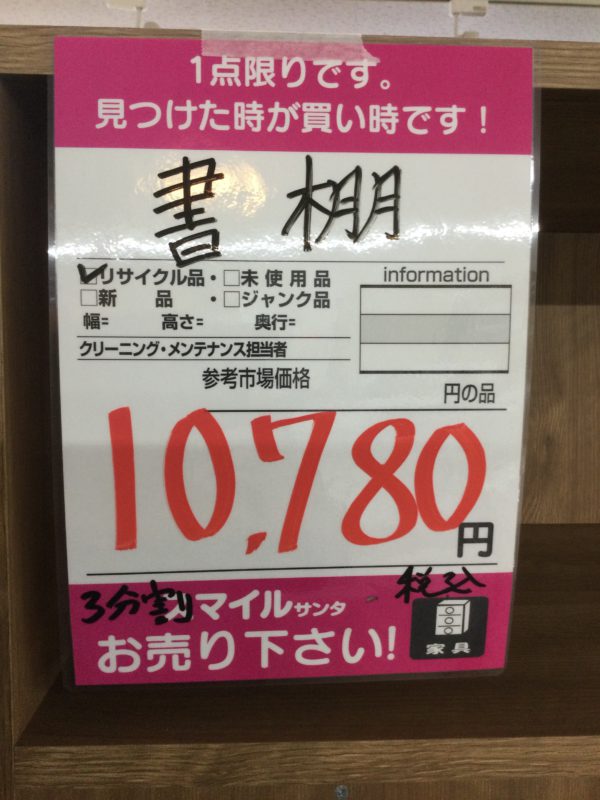 1点限りです。
見つけた時が買い時です！
書棚
リサイクル品・□未使用品
□新品・□ジャンク品
幅= 高さ= 奥行=
information
クリーニング・メンテナンス担当者
参考市場価格
円の品
10,780円
税込
3分割
マイルサンタ
お売り下さい!
家具